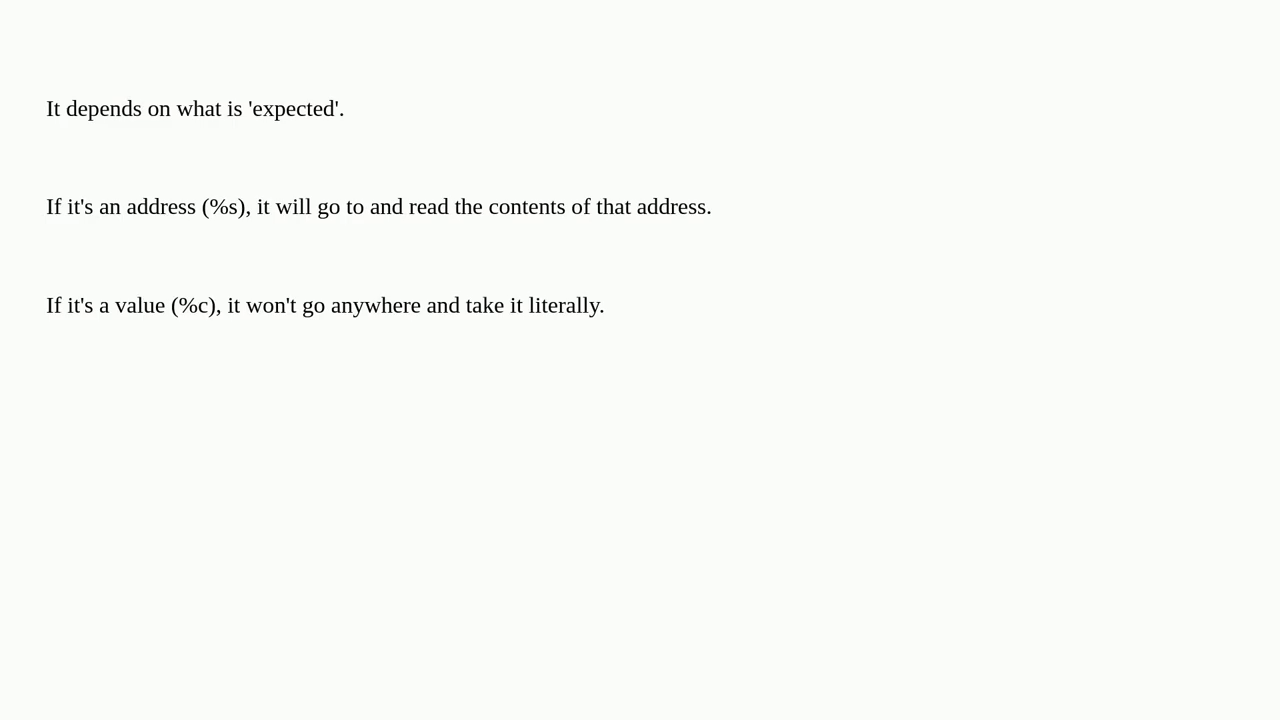 It depends on what is 'expected'.
If it's an address (%s), it will go to and read the contents of that address.
If it's a value (%c), it won't go anywhere and take it literally.